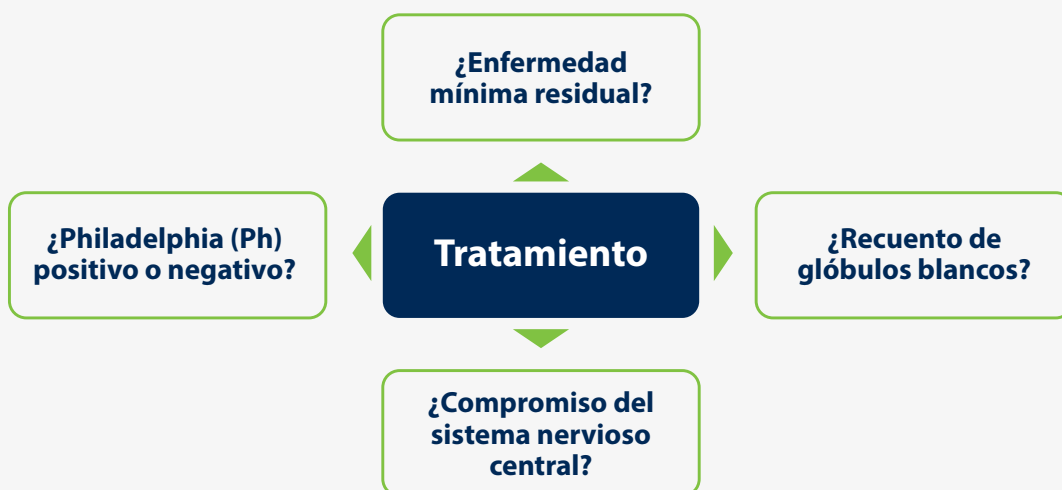 ¿Enfermedad
mínima residual?
¿Philadelphia (Ph)
positivo o negativo?
Tratamiento
¿Recuento de
glóbulos blancos?
¿Compromiso del
sistema nervioso
central?